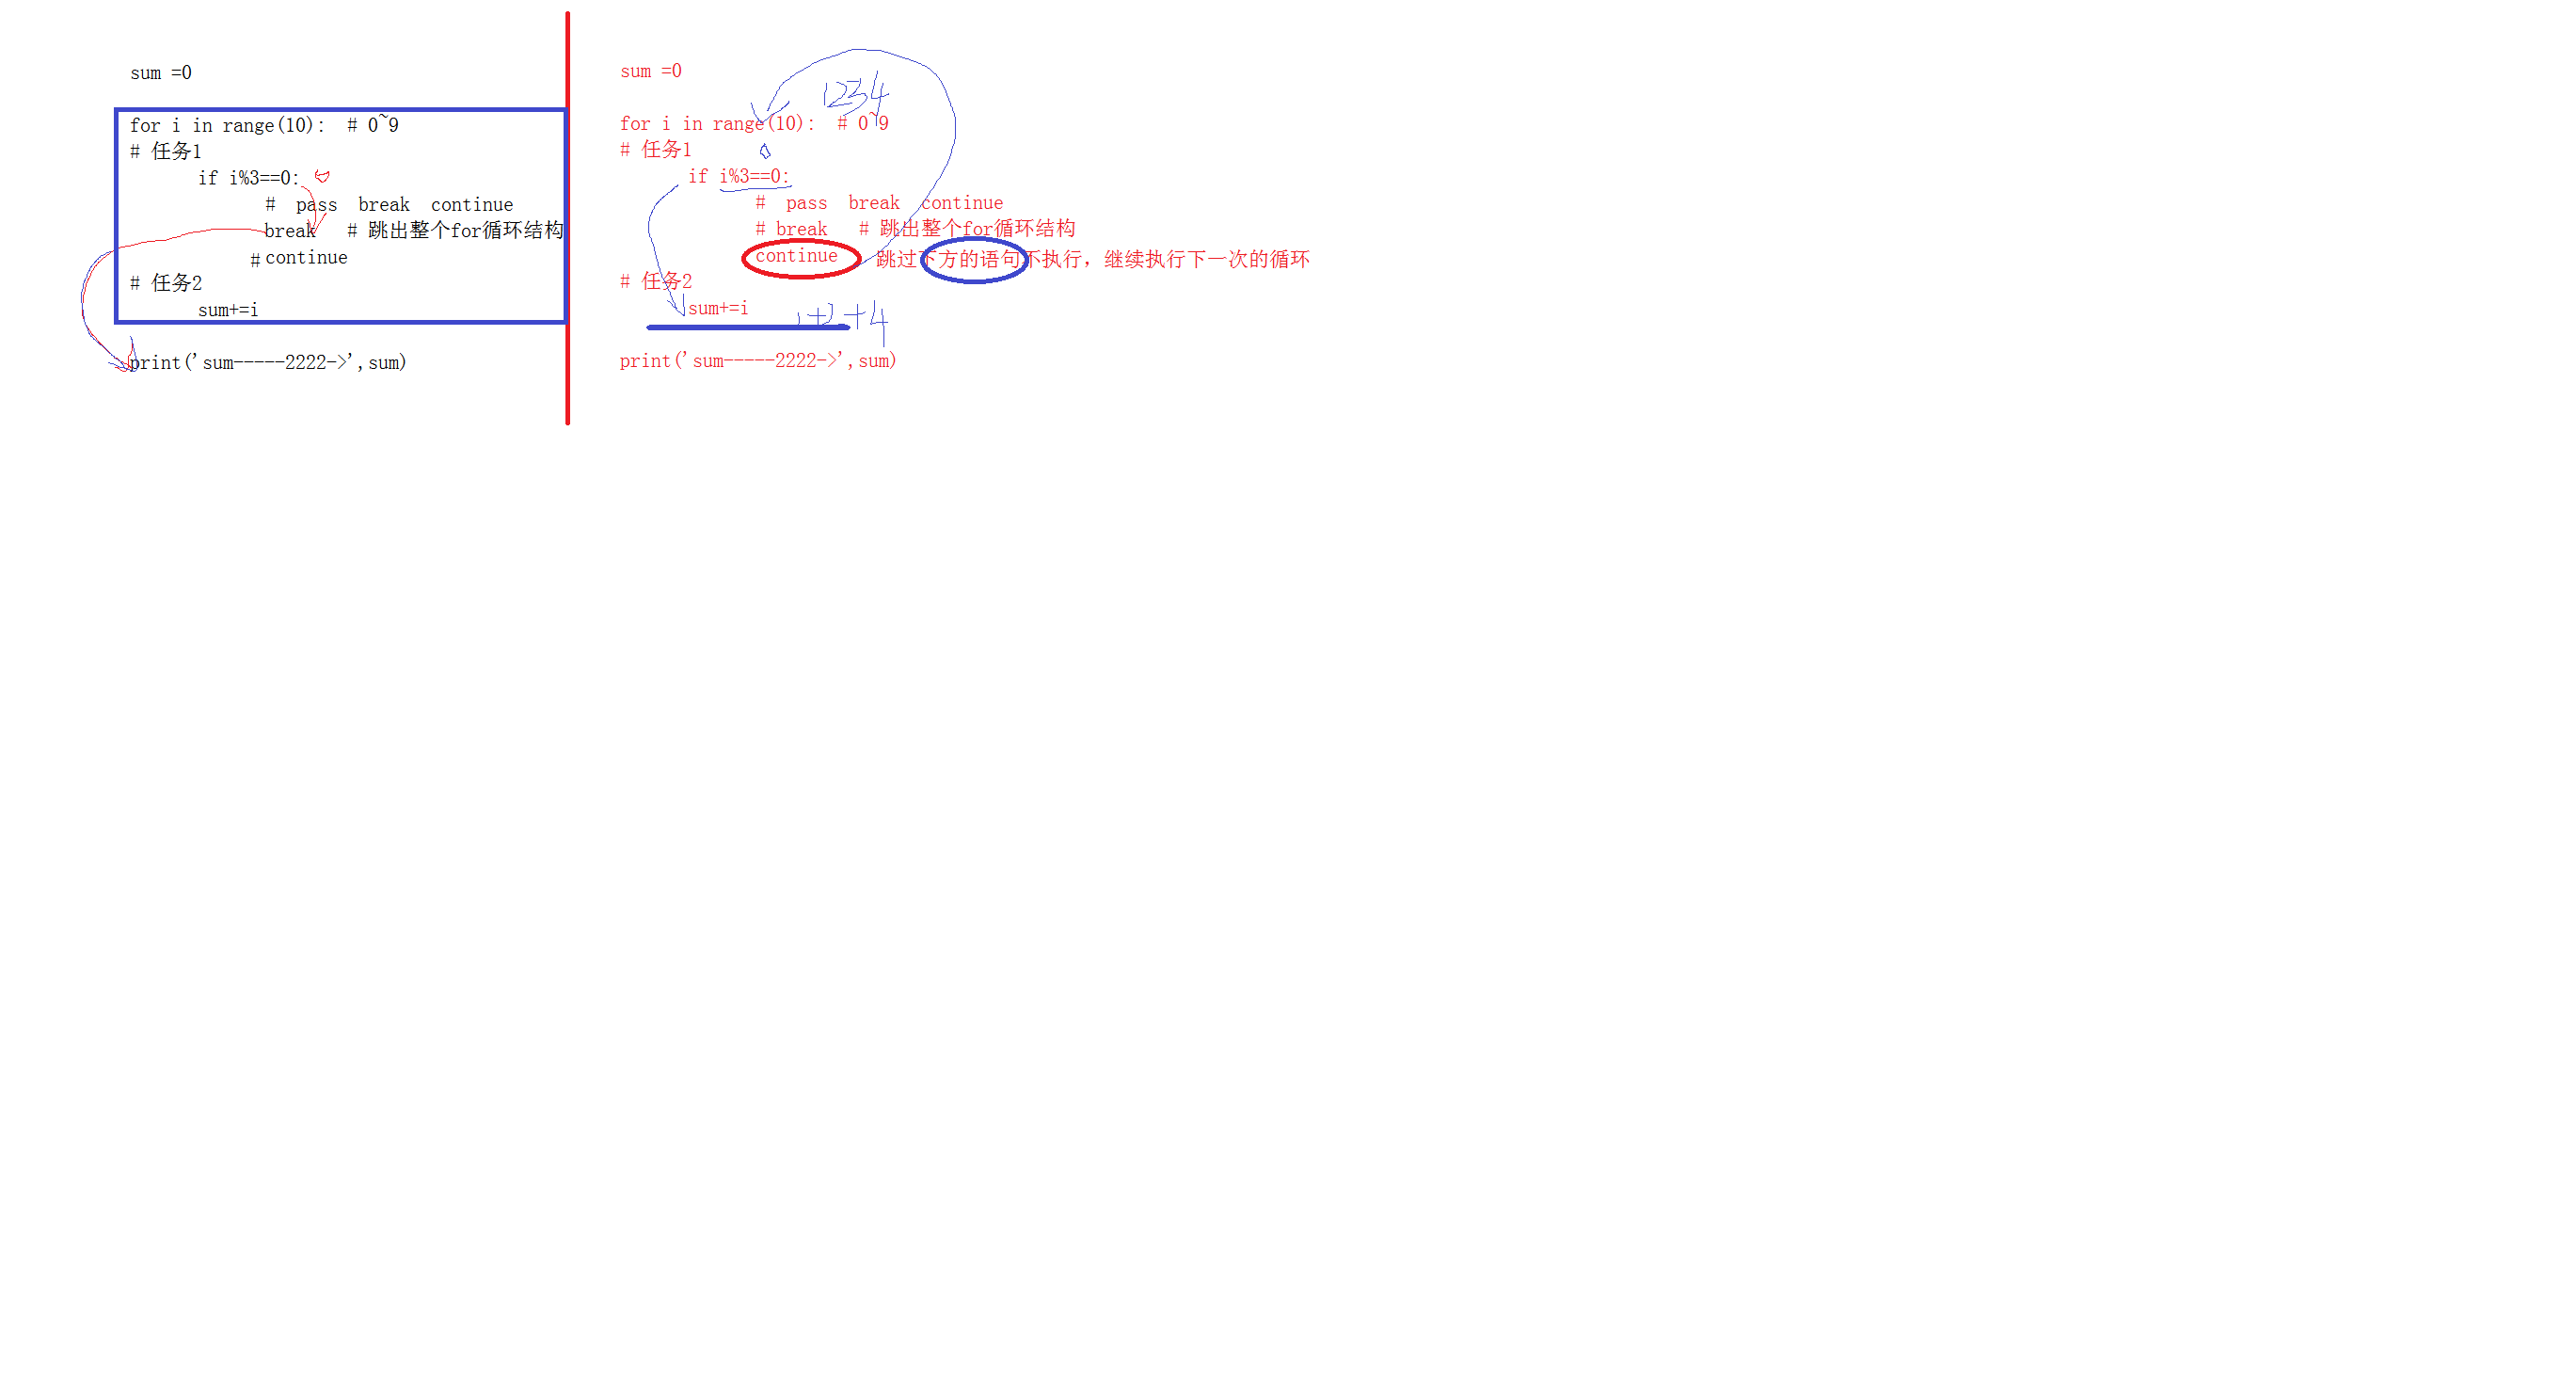 sum =0
for i in range(10):  # 0~9
# 任务1
if i%3==0:
#  pass  break  continue
break   # 跳出整个for循环结构
#continue
# 任务2
sum+=i
print('sum-----2222->',sum)
sum =0
1234
for i in range(10):  # 0~9
# 任务1
0
if i%3==0:
#  pass  break  continue
# break   # 跳出整个for循环结构
continue   跳过下方的语句不执行，继续执行下一次的循环
# 任务2
sum+=i   1+2+4
print('sum-----2222->',sum)